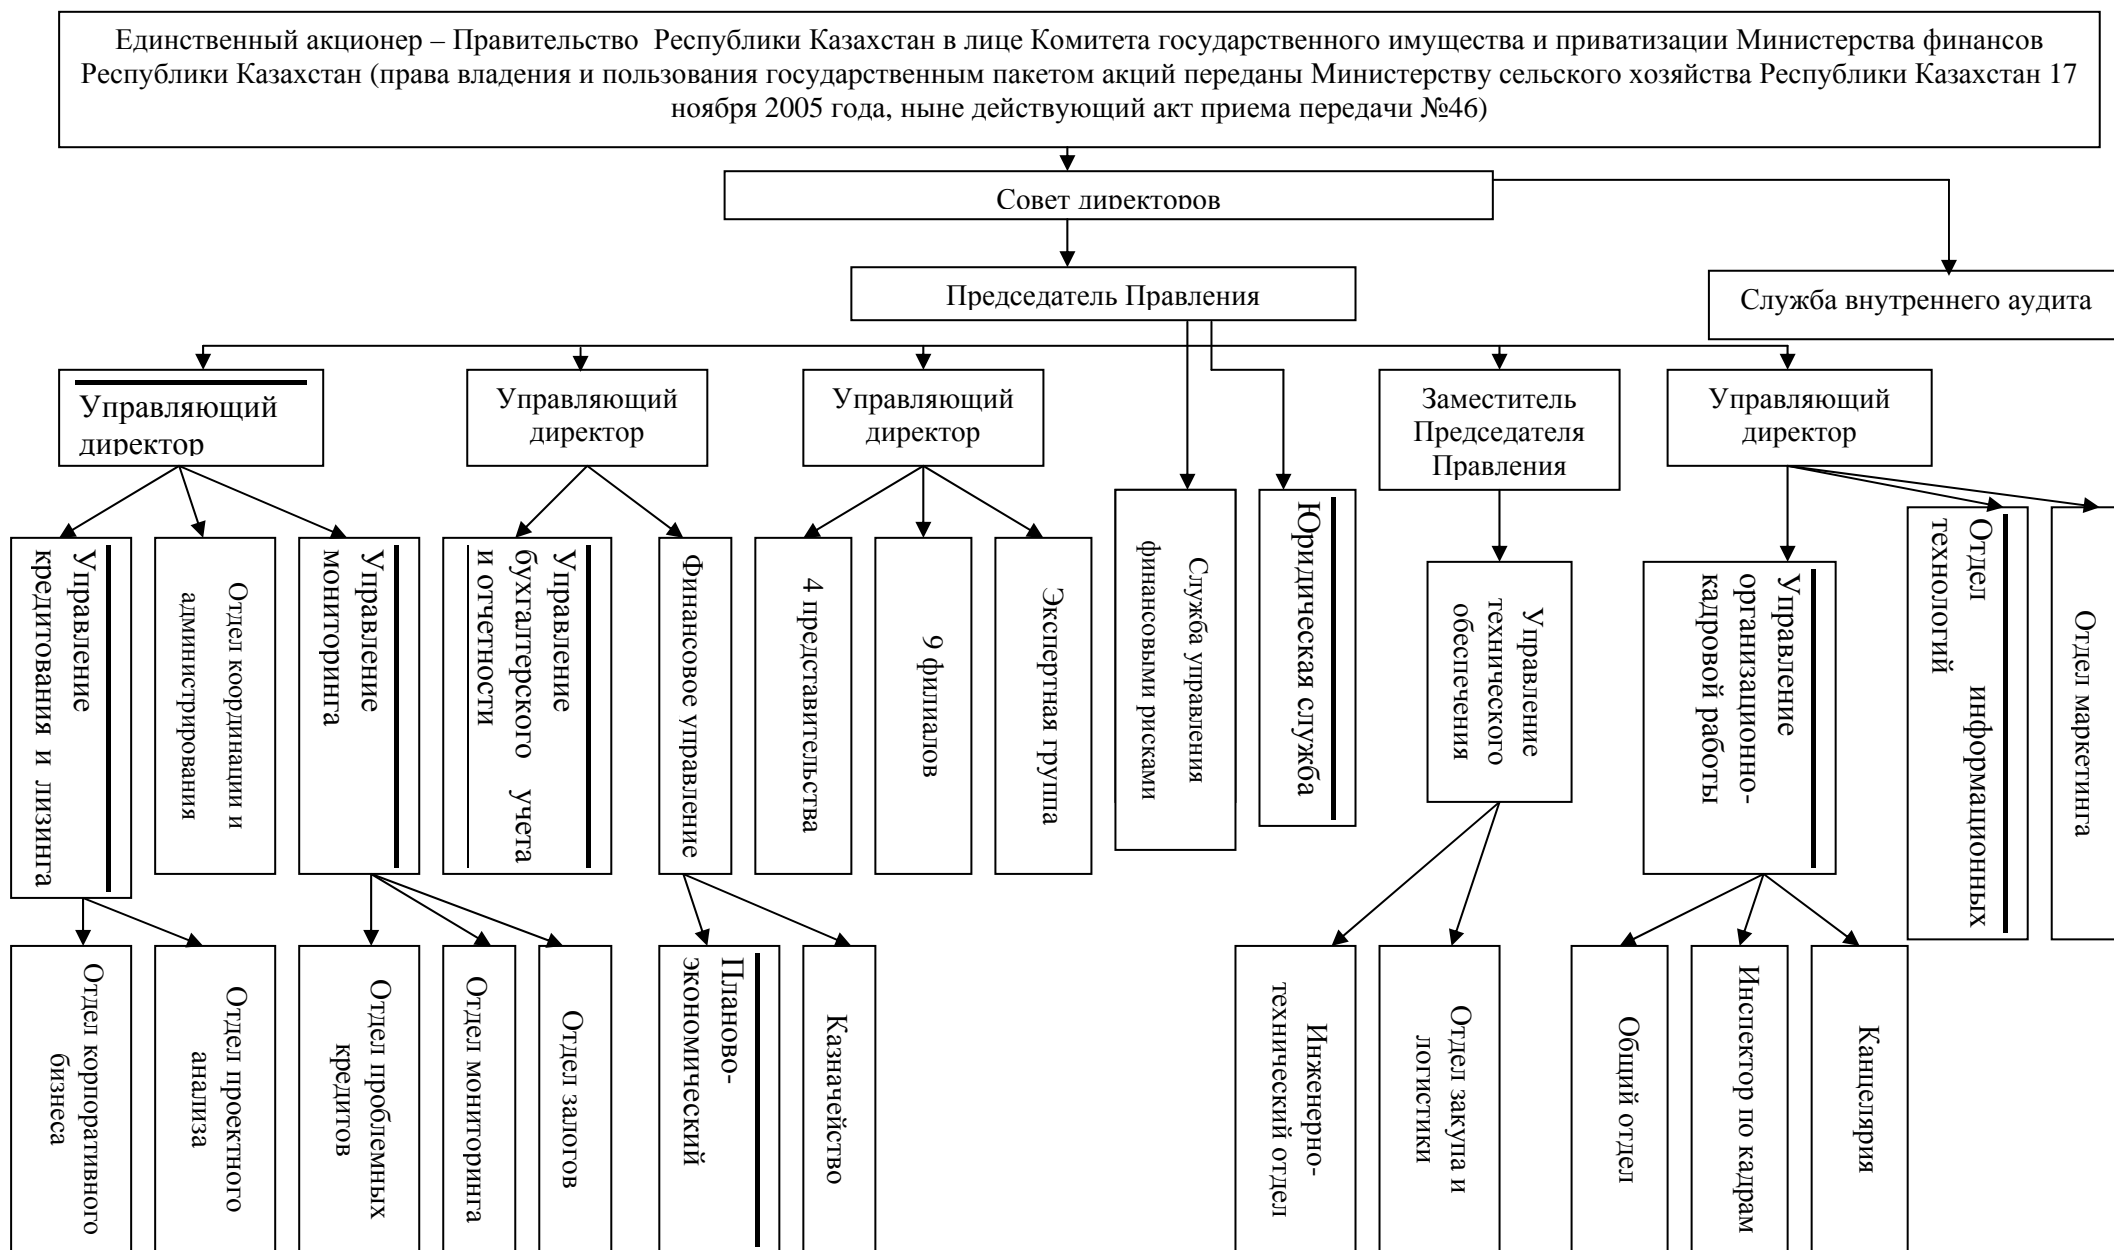 Единственный акционер – Правительство Республики Казахстан в лице Комитета государственного имущества и приватизации Министерства финансов
Республики Казахстан (права владения и пользования государственным пакетом акций переданы Министерству сельского хозяйства Республики Казахстан 17
ноября 2005 года, ныне действующий акт приема передачи №46)
Совет директоров
Председатель Правления
Служба внутреннего аудита
Управляющий
директор
Управляющий
директор
Управляющий
директор
Заместитель
Председателя
Правления
Управляющий
директор
Управление
кредитования и лизинга
Отдел координации и
администрирования
Управление
мониторинга
Управление
бухгалтерского учета
и отчетности
Финансовое управление
4 представительства
9 филиалов
Экспертная группа
Служба управления
финансовыми рисками
Юридическая служба
Управление
технического
обеспечения
Управление
организационно-
кадровой работы
Отдел информационных
технологий
Отдел маркетинга
Отдел корпоративного
бизнеса
Отдел проектного
анализа
Отдел проблемных
кредитов
Отдел мониторинга
Отдел залогов
Планово-
экономический
Казначейство
Инженерно-
технический отдел
Отдел закупа и
логистики
Общий отдел
Инспектор по кадрам
Канцелярия